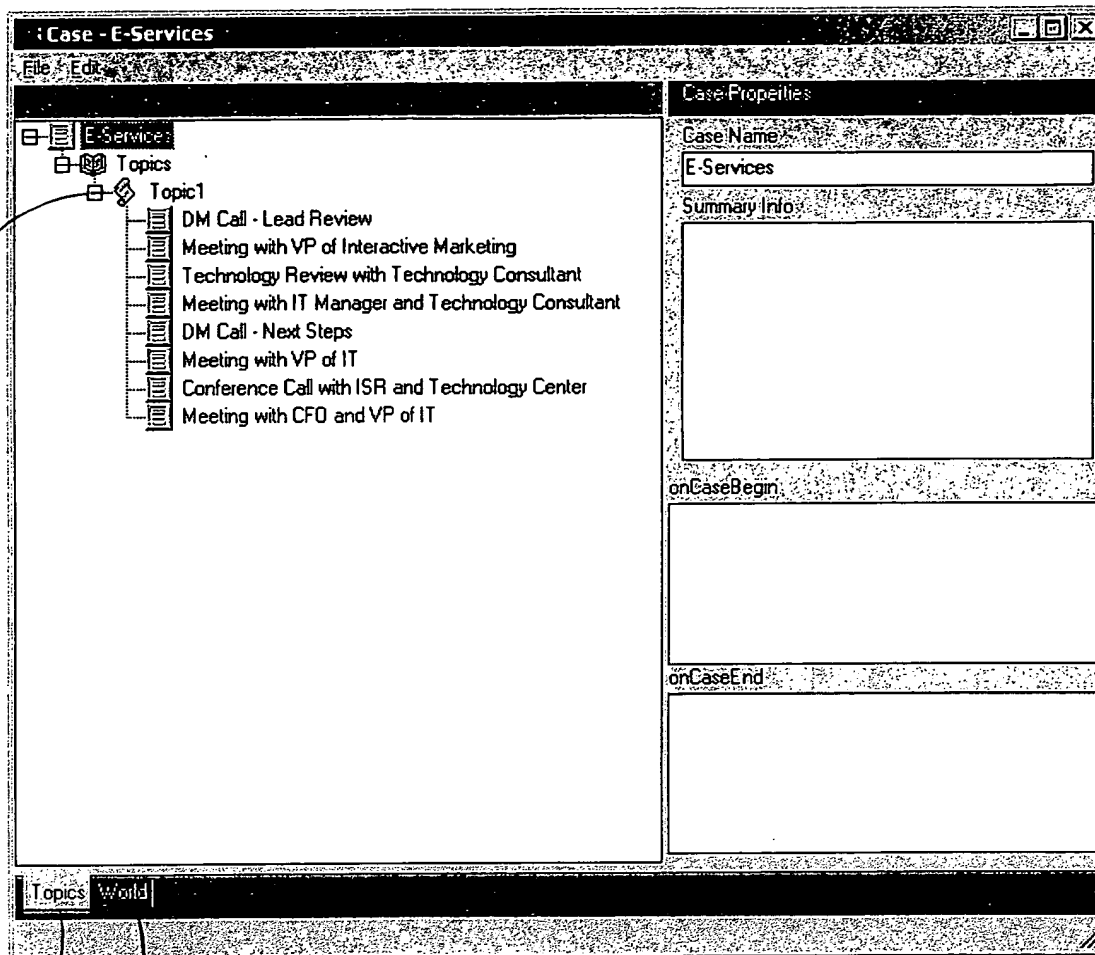 Case - E-Services
File Edit
Case Properties
E-Services
Topics
Topic1
DM Call - Lead Review
Meeting with VP of Interactive Marketing
Technology Review with Technology Consultant
Meeting with IT Manager and Technology Consultant
DM Call - Next Steps
Meeting with VP of IT
Conference Call with ISR and Technology Center
Meeting with CFO and VP of IT
Case Name
E-Services
Summary Info
onCaseBegin
onCaseEnd
Topics World